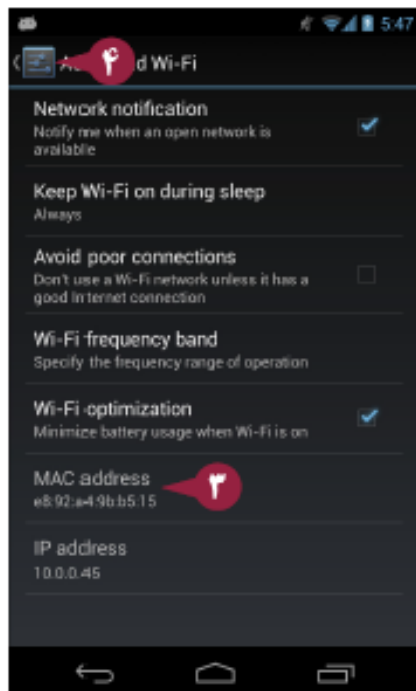 5:47
۴ d Wi-Fi
Network notification
Notify me when an open network is
available
Keep Wi-Fi on during sleep
Always
Avoid poor connections
Don't use a Wi-Fi network unless it has a
good Internet connection
Wi-Fi frequency band
Specify the frequency range of operation
Wi-Fi optimization
Minimize battery usage when Wi-Fi is on
MAC address
e8:92:a4:9b:b5:15
۳
IP address
10.0.0.45